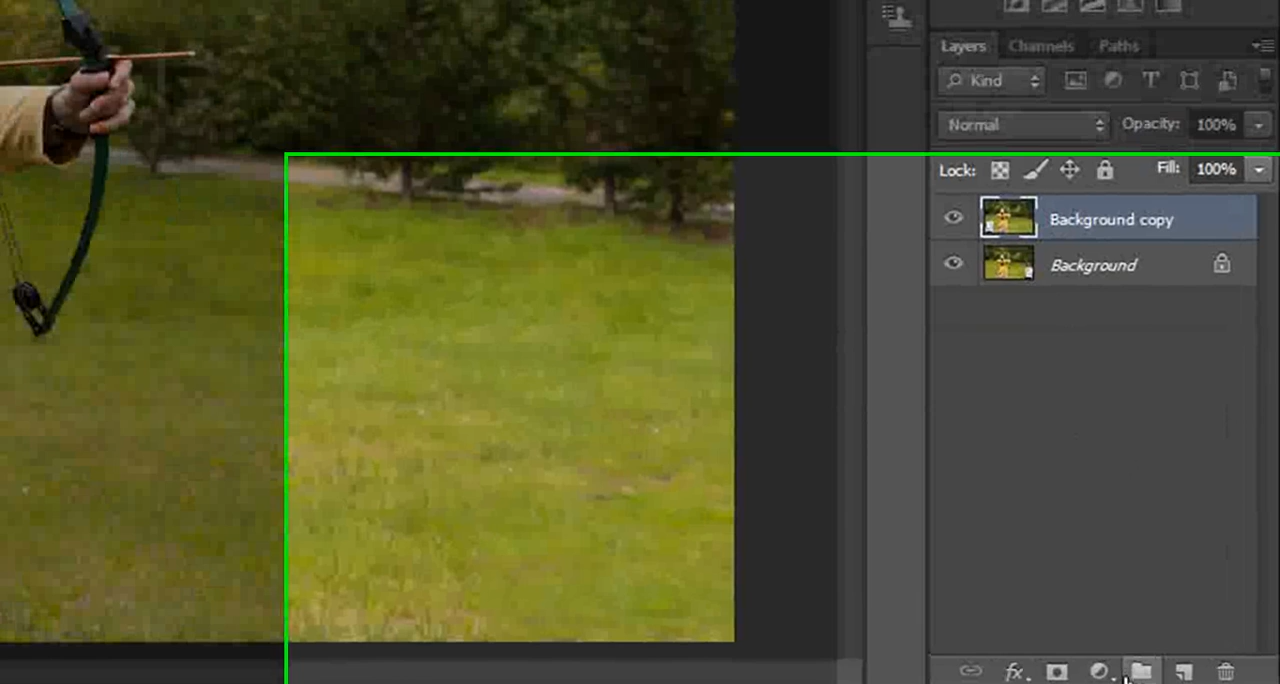 Layers Channels Paths
Kind
Normal Opacity: 100%
Lock: Fill: 100%
Background copy
Background
fx